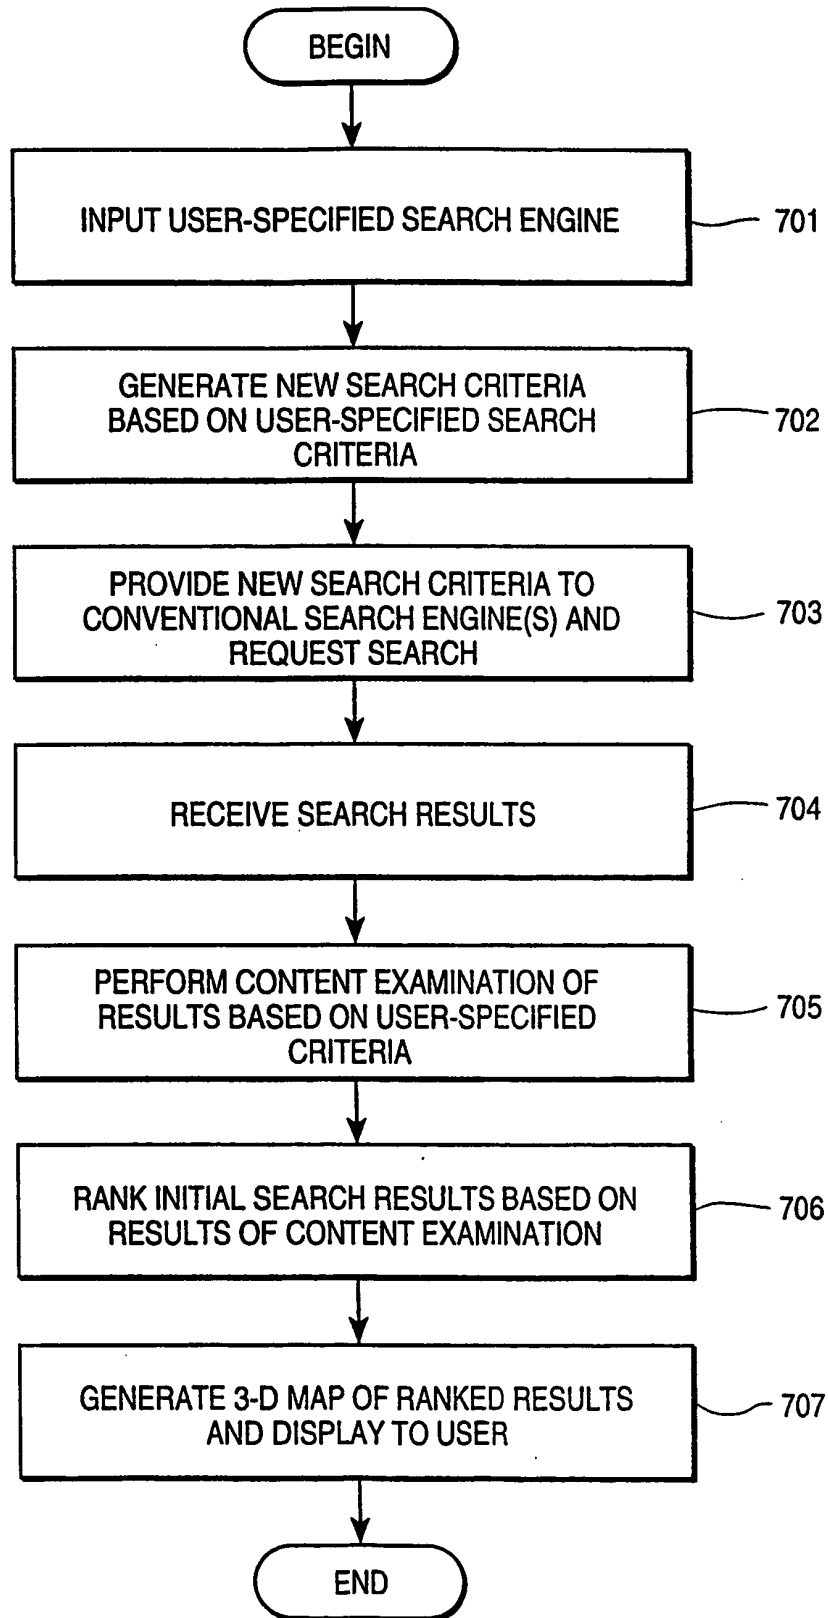 BEGIN
INPUT USER-SPECIFIED SEARCH ENGINE
701
GENERATE NEW SEARCH CRITERIA
BASED ON USER-SPECIFIED SEARCH
CRITERIA
702
PROVIDE NEW SEARCH CRITERIA TO
CONVENTIONAL SEARCH ENGINE(S) AND
REQUEST SEARCH
703
RECEIVE SEARCH RESULTS
704
PERFORM CONTENT EXAMINATION OF
RESULTS BASED ON USER-SPECIFIED
CRITERIA
705
RANK INITIAL SEARCH RESULTS BASED ON
RESULTS OF CONTENT EXAMINATION
706
GENERATE 3-D MAP OF RANKED RESULTS
AND DISPLAY TO USER
707
END